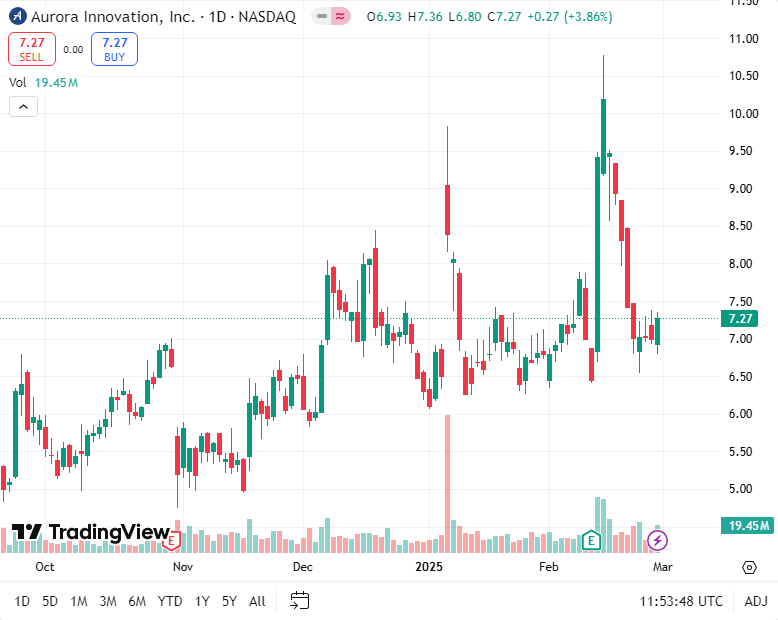 Aurora Innovation, Inc. · 1D · NASDAQ O6.93 H7.36 L6.80 C7.27 +0.27 (+3.86%)
7.27 SELL 0.00 7.27 BUY
Vol 19.45M
11.50
11.00
10.50
10.00
9.50
9.00
8.50
8.00
7.50
7.27
7.00
6.50
6.00
5.50
5.00
19.45M
TradingView
E E
Oct Nov Dec 2025 Feb Mar
1D 5D 1M 3M 6M YTD 1Y 5Y All 11:53:48 UTC ADJ